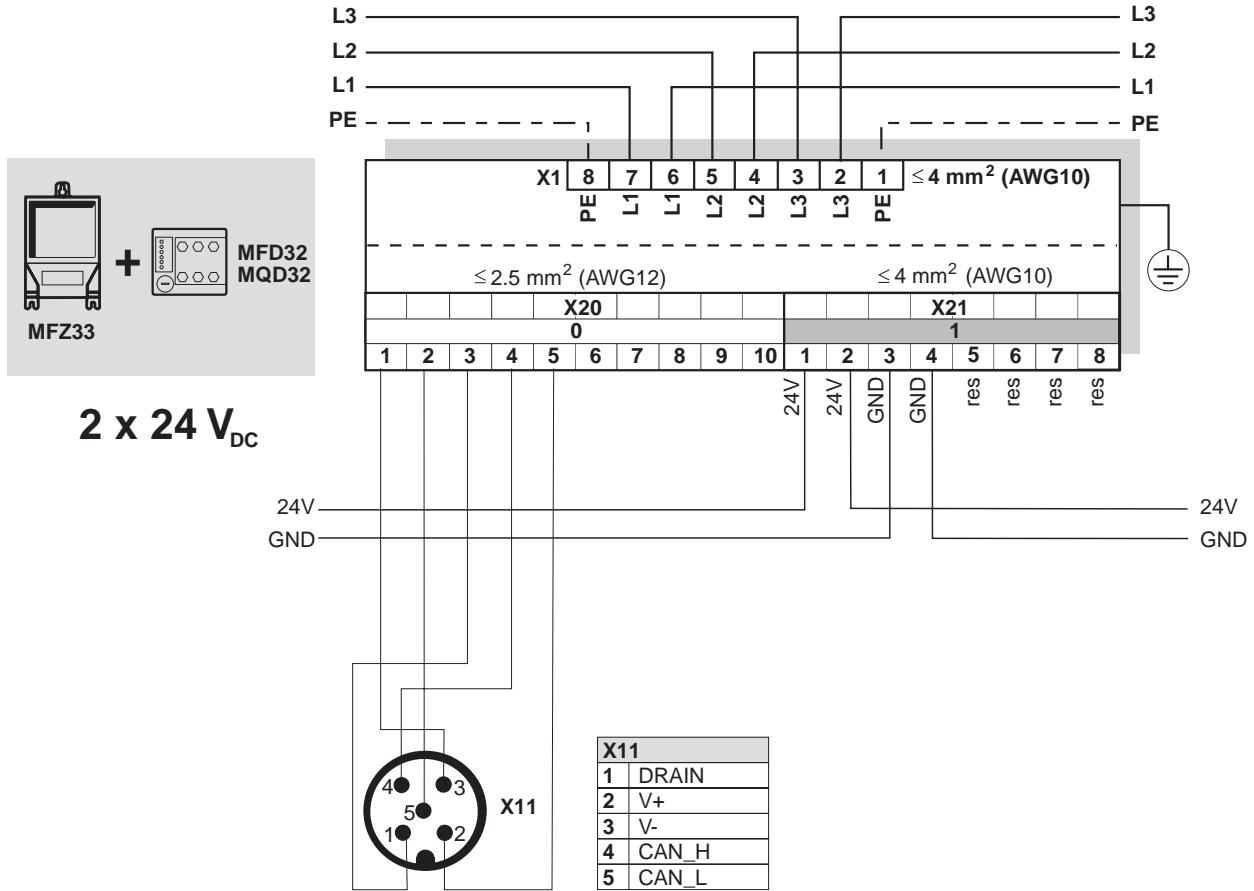 L3 L3
L2 L2
L1 L1
PE PE
X1 8 7 6 5 4 3 2 1 ≤ 4 mm² (AWG10)
PE L1 L1 L2 L2 L3 L3 PE
MFD32
MQD32
MFZ33
≤ 2.5 mm² (AWG12) ≤ 4 mm² (AWG10)
X20 X21
0 1
1 2 3 4 5 6 7 8 9 10 1 2 3 4 5 6 7 8
24V 24V GND GND res res res res
2 x 24 VDC
24V 24V
GND GND
4 3
5 X11
1 2
X11
1 DRAIN
2 V+
3 V-
4 CAN_H
5 CAN_L